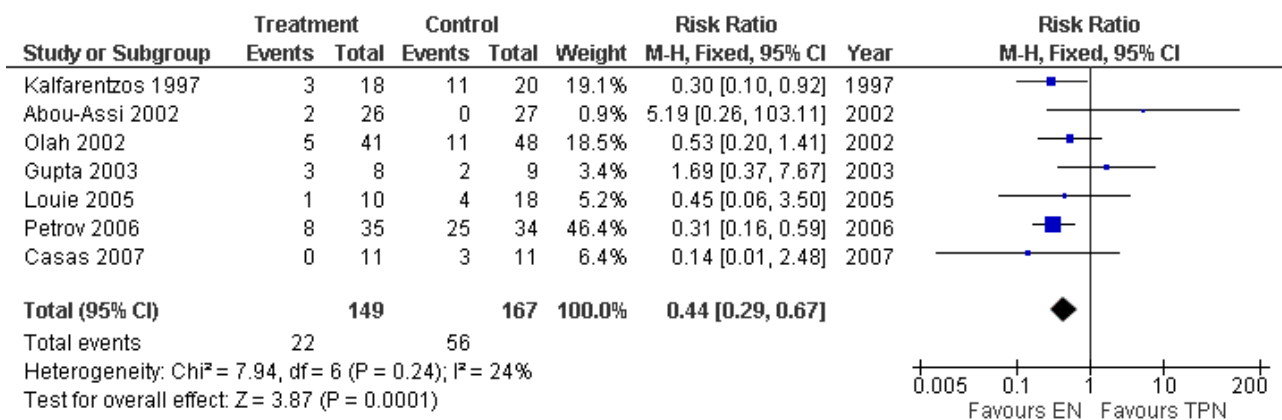 Treatment Control Risk Ratio Risk Ratio
Study or Subgroup Events Total Events Total Weight M-H, Fixed, 95% CI Year M-H, Fixed, 95% CI
Kalfarentzos 1997 3 18 11 20 19.1% 0.30 [0.10, 0.92] 1997
Abou-Assi 2002 2 26 0 27 0.9% 5.19 [0.26, 103.11] 2002
Olah 2002 5 41 11 48 18.5% 0.53 [0.20, 1.41] 2002
Gupta 2003 3 8 2 9 3.4% 1.69 [0.37, 7.67] 2003
Louie 2005 1 10 4 18 5.2% 0.45 [0.06, 3.50] 2005
Petrov 2006 8 35 25 34 46.4% 0.31 [0.16, 0.59] 2006
Casas 2007 0 11 3 11 6.4% 0.14 [0.01, 2.48] 2007
Total (95% CI) 149 167 100.0% 0.44 [0.29, 0.67]
Total events 22 56
Heterogeneity: Chi² = 7.94, df = 6 (P = 0.24); I² = 24%
Test for overall effect: Z = 3.87 (P = 0.0001)
0.005 0.1 1 10 200
Favours EN Favours TPN